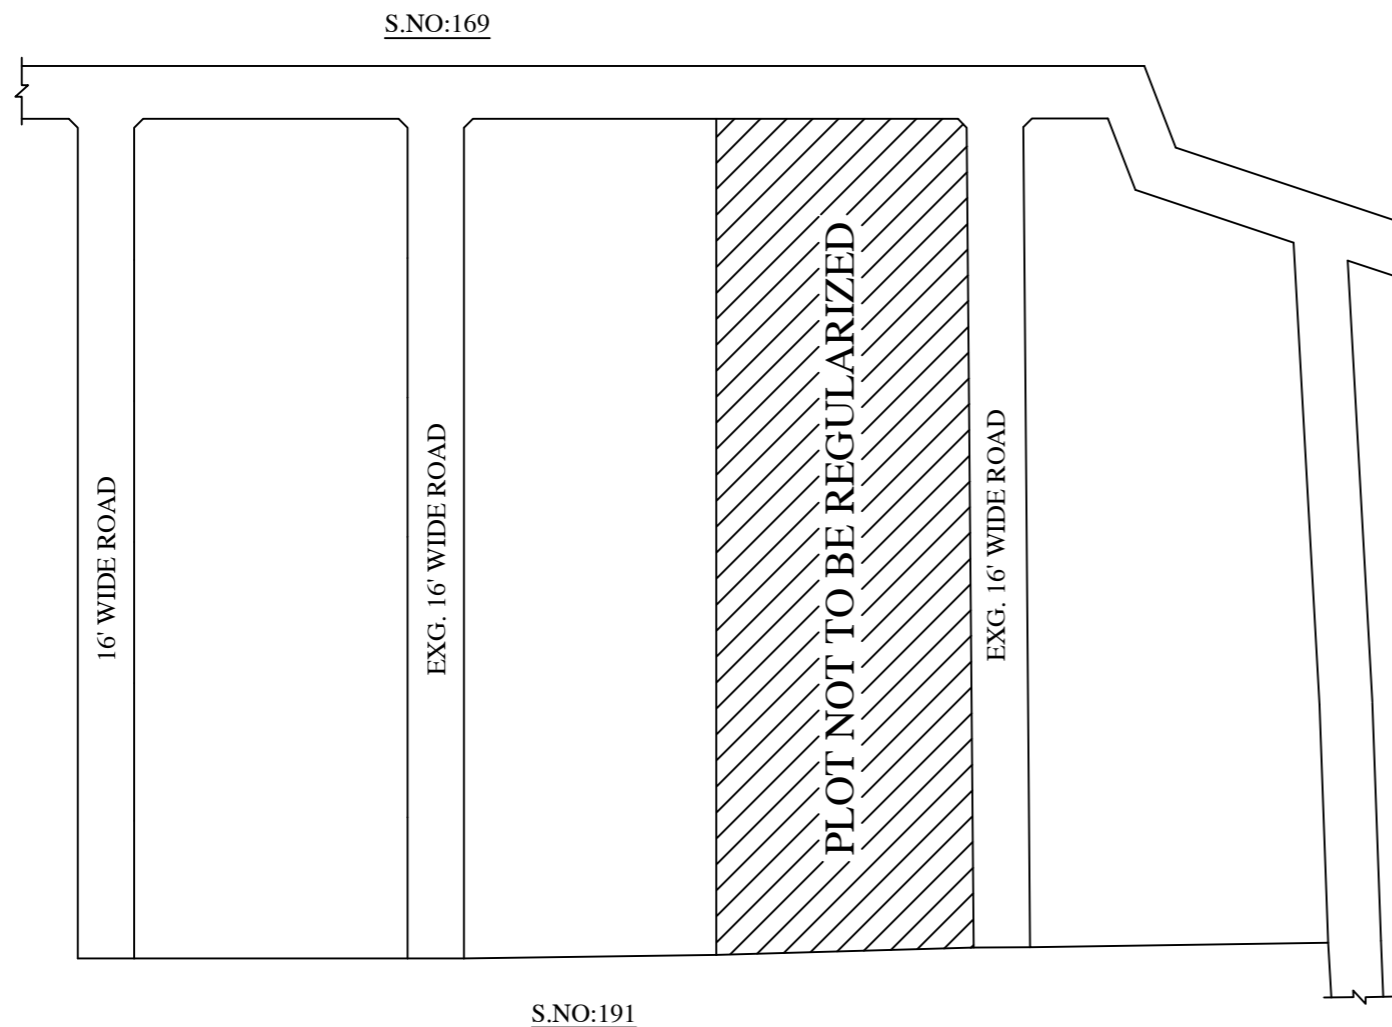 S.NO:169
16' WIDE ROAD
EXG. 16' WIDE ROAD
PLOT NOT TO BE REGULARIZED
EXG. 16' WIDE ROAD
S.NO:191